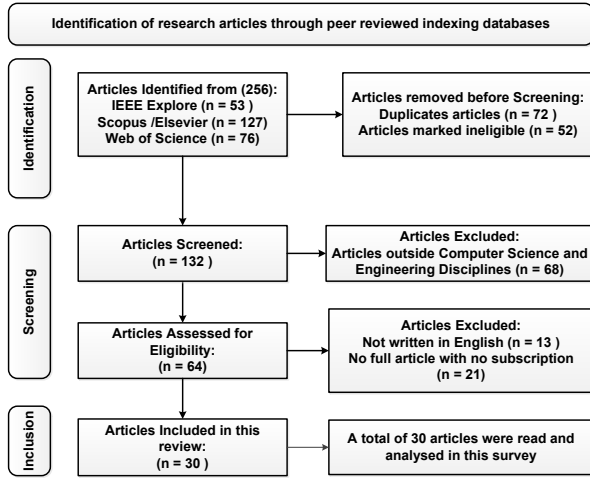 Identification of research articles through peer reviewed indexing databases
Identification
Articles Identified from (256):
IEEE Explore (n = 53 )
Scopus /Elsevier (n = 127)
Web of Science (n = 76)
Articles removed before Screening:
Duplicates articles (n = 72 )
Articles marked ineligible (n = 52)
Screening
Articles Screened:
(n = 132 )
Articles Excluded:
Articles outside Computer Science and
Engineering Disciplines (n = 68)
Articles Assessed for
Eligibility:
(n = 64)
Articles Excluded:
Not written in English (n = 13 )
No full article with no subscription
(n = 21)
Inclusion
Articles Included in this
review:
(n = 30 )
A total of 30 articles were read and
analysed in this survey